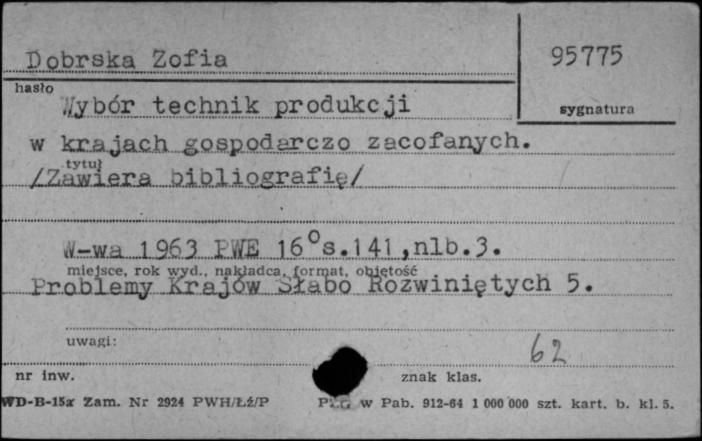 Dobrska Zofia 95775
hasło
Wybór technik produkcji sygnatura
w krajach gospodarczo zacofanych.
tytuł
/Zawiera bibliografię/
W-wa 1963 PWE 16⁰s.141,nlb.3.
miejsce, rok wyd., nakładca, format, objętość
Problemy Krajów Słabo Rozwiniętych 5.
uwagi:
62
nr inw. znak klas.
WD-B-15x Zam. Nr 2924 PWH/Łź/P w Pab. 912-64 1 000 000 szt. kart. b. kl. 5.